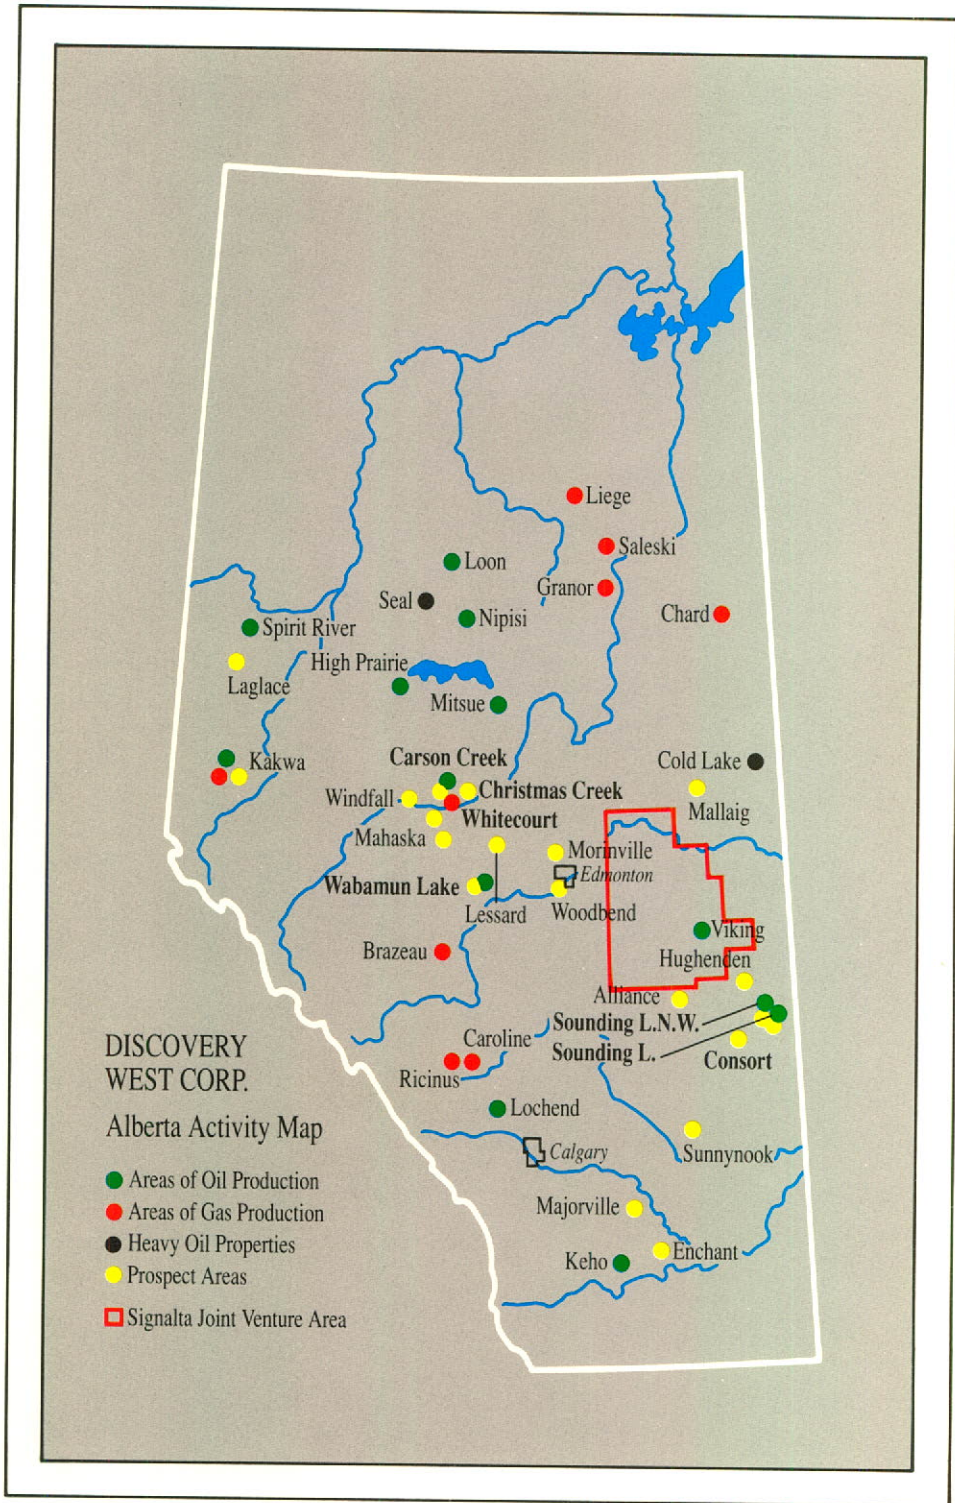 Liege
Saleski
Loon
Granor
Seal
Chard
Nipisi
Spirit River
High Prairie
Laglace
Mitsue
Carson Creek
Kakwa
Cold Lake
Christmas Creek
Windfall
Mallaig
Whitecourt
Mahaska
Morinville
Edmonton
Wabamun Lake
Lessard
Woodbend
Viking
Brazeau
Hughenden
Alliance
Sounding L.N.W.
Caroline
Sounding L.
Consort
Ricinus
DISCOVERY
WEST CORP.
Alberta Activity Map
Lochend
Calgary
Sunnynook
Areas of Oil Production
Areas of Gas Production
Heavy Oil Properties
Prospect Areas
Signalta Joint Venture Area
Majorville
Enchant
Keho